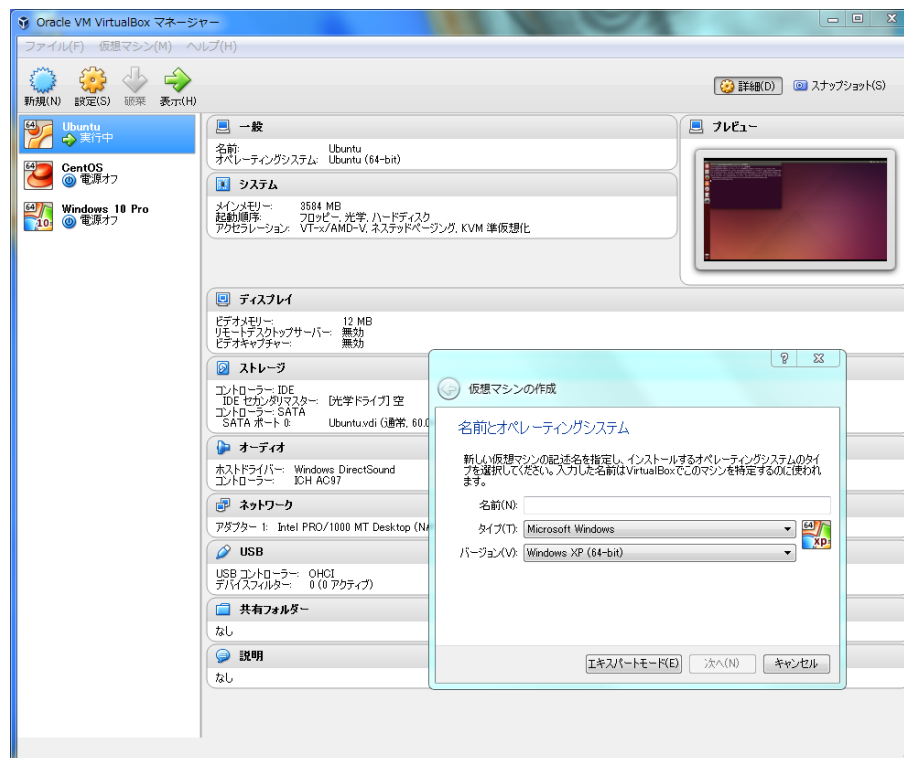 Oracle VM VirtualBox マネージャー
ファイル(F) 仮想マシン(M) ヘルプ(H)
新規(N) 設定(S) 破棄 表示(H)
詳細(D) スナップショット(S)
64 Ubuntu
実行中
64 CentOS
電源オフ
64 10 Windows 10 Pro
電源オフ
一般
名前: Ubuntu
オペレーティングシステム: Ubuntu (64-bit)
システム
メインメモリー: 3584 MB
起動順序: フロッピー, 光学, ハードディスク
アクセラレーション: VT-x/AMD-V, ネステッドページング, KVM 準仮想化
プレビュー
ディスプレイ
ビデオメモリー: 12 MB
リモートデスクトップサーバー: 無効
ビデオキャプチャー: 無効
ストレージ
コントローラー: IDE
IDE セカンダリマスター: [光学ドライブ] 空
コントローラー: SATA
SATA ポート 0: Ubuntu.vdi (通常, 60.0
オーディオ
ホストドライバー: Windows DirectSound
コントローラー: ICH AC97
ネットワーク
アダプター 1: Intel PRO/1000 MT Desktop (NA
USB
USB コントローラー: OHCI
デバイスフィルター: 0 (0 アクティブ)
共有フォルダー
なし
説明
なし
仮想マシンの作成
名前とオペレーティングシステム
新しい仮想マシンの記述名を指定し、インストールするオペレーティングシステムのタイ
プを選択してください。入力した名前はVirtualBoxでこのマシンを特定するのに使われ
ます。
名前(N):
タイプ(T): Microsoft Windows
64 XP
バージョン(V): Windows XP (64-bit)
エキスパートモード(E) 次へ(N) キャンセル